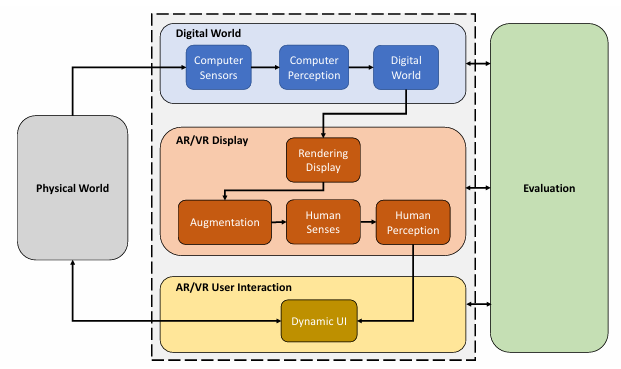 Digital World
Computer
Sensors
Computer
Perception
Digital
World
Physical World
AR/VR Display
Rendering
Display
Augmentation
Human
Senses
Human
Perception
Evaluation
AR/VR User Interaction
Dynamic UI